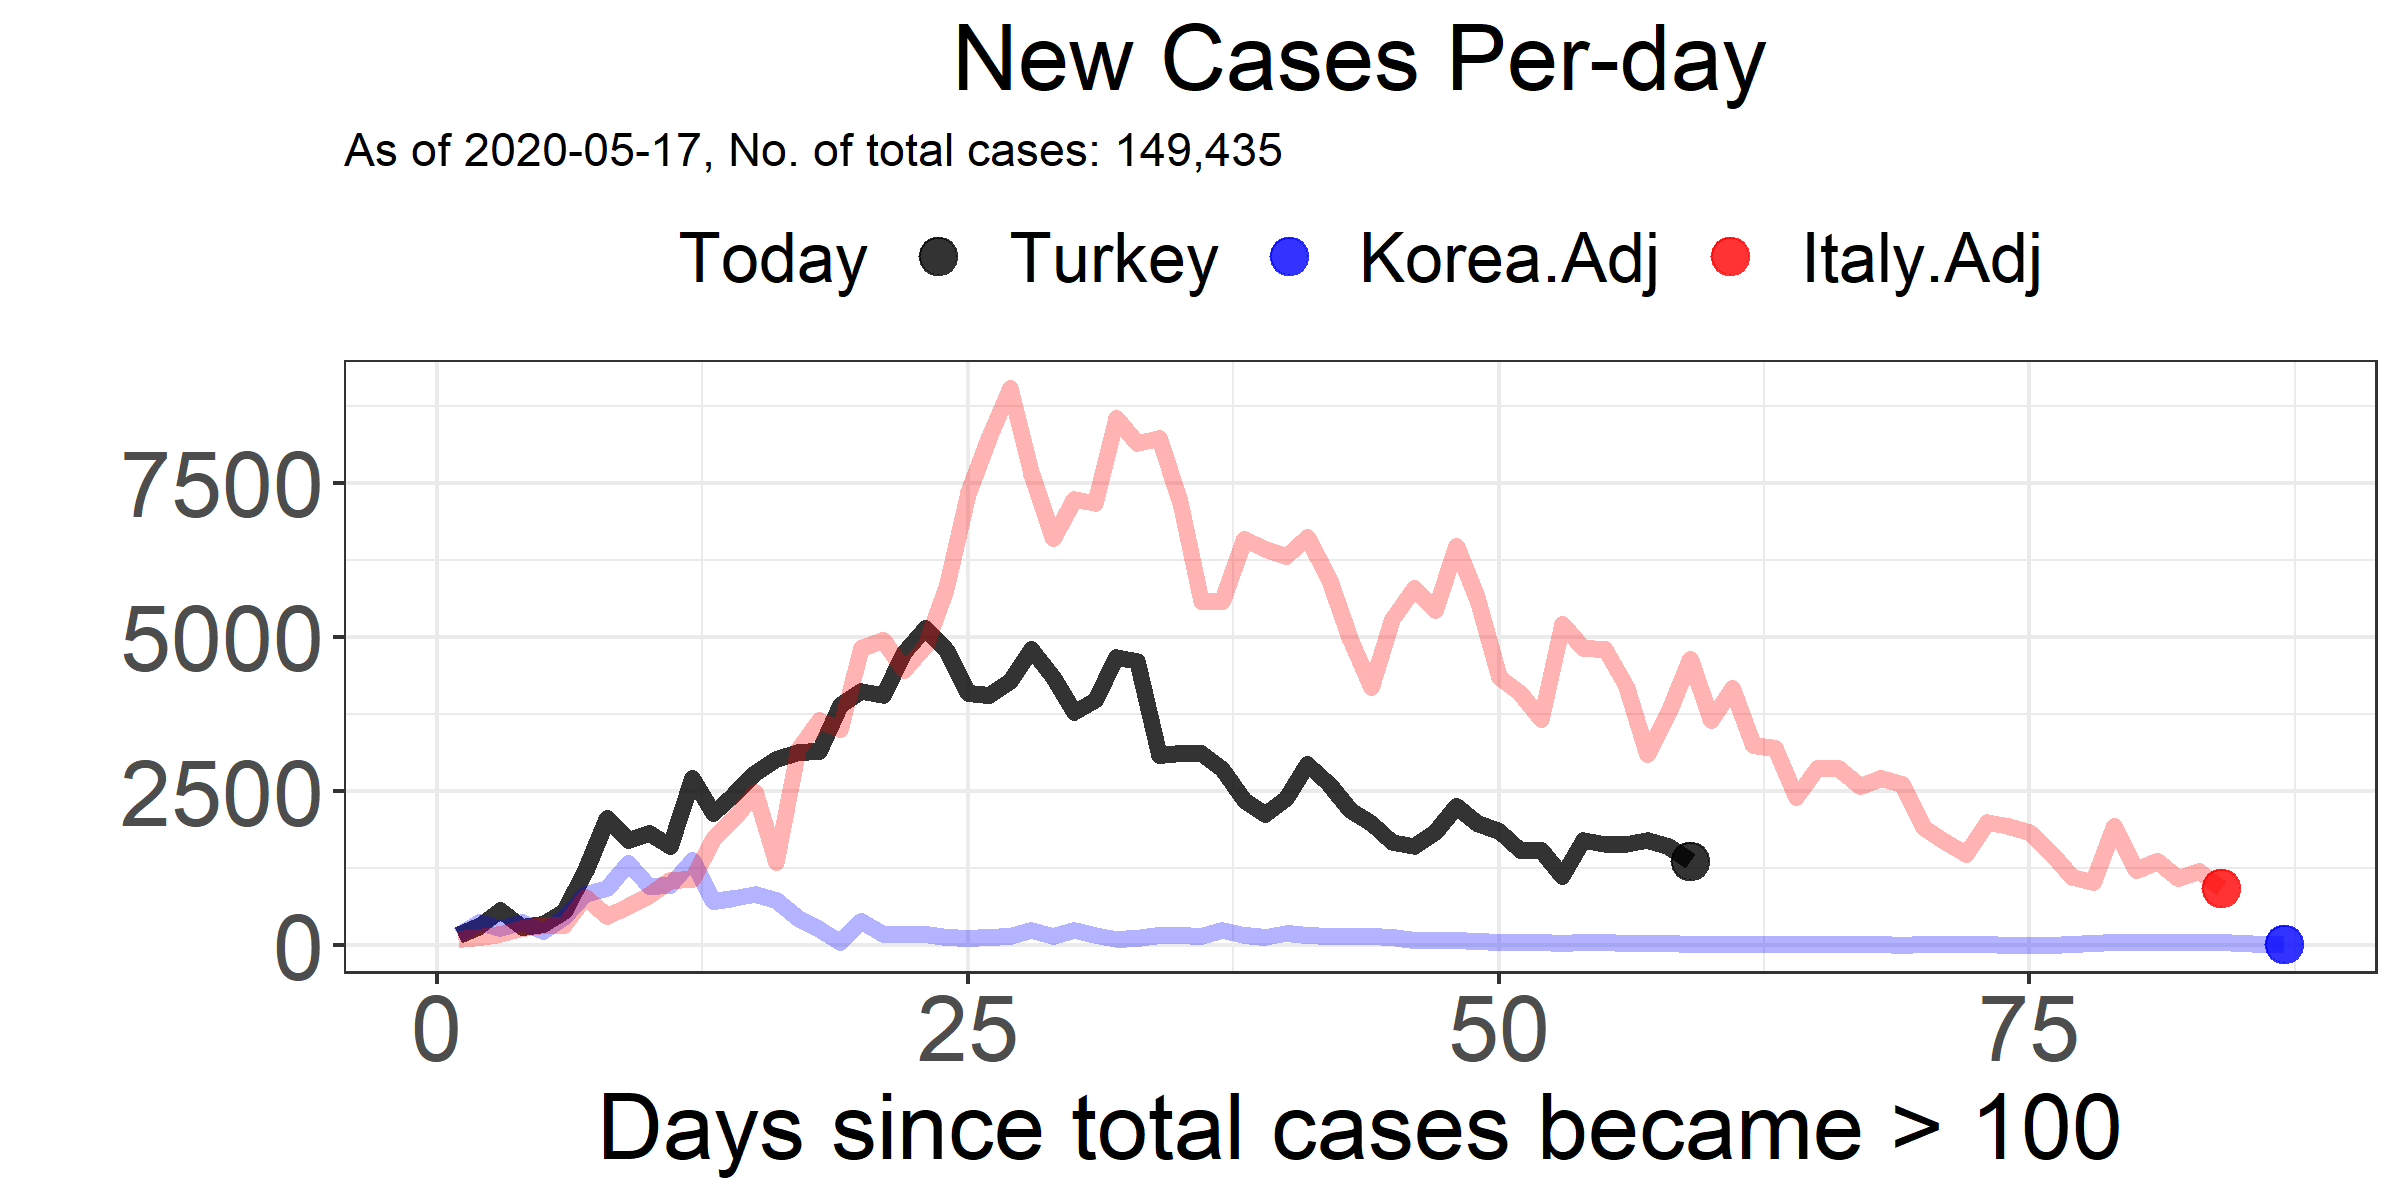 New Cases Per-day
As of 2020-05-17, No. of total cases: 149,435
Today Turkey Korea.Adj Italy.Adj
7500
5000
2500
0
0 25 50 75
Days since total cases became > 100